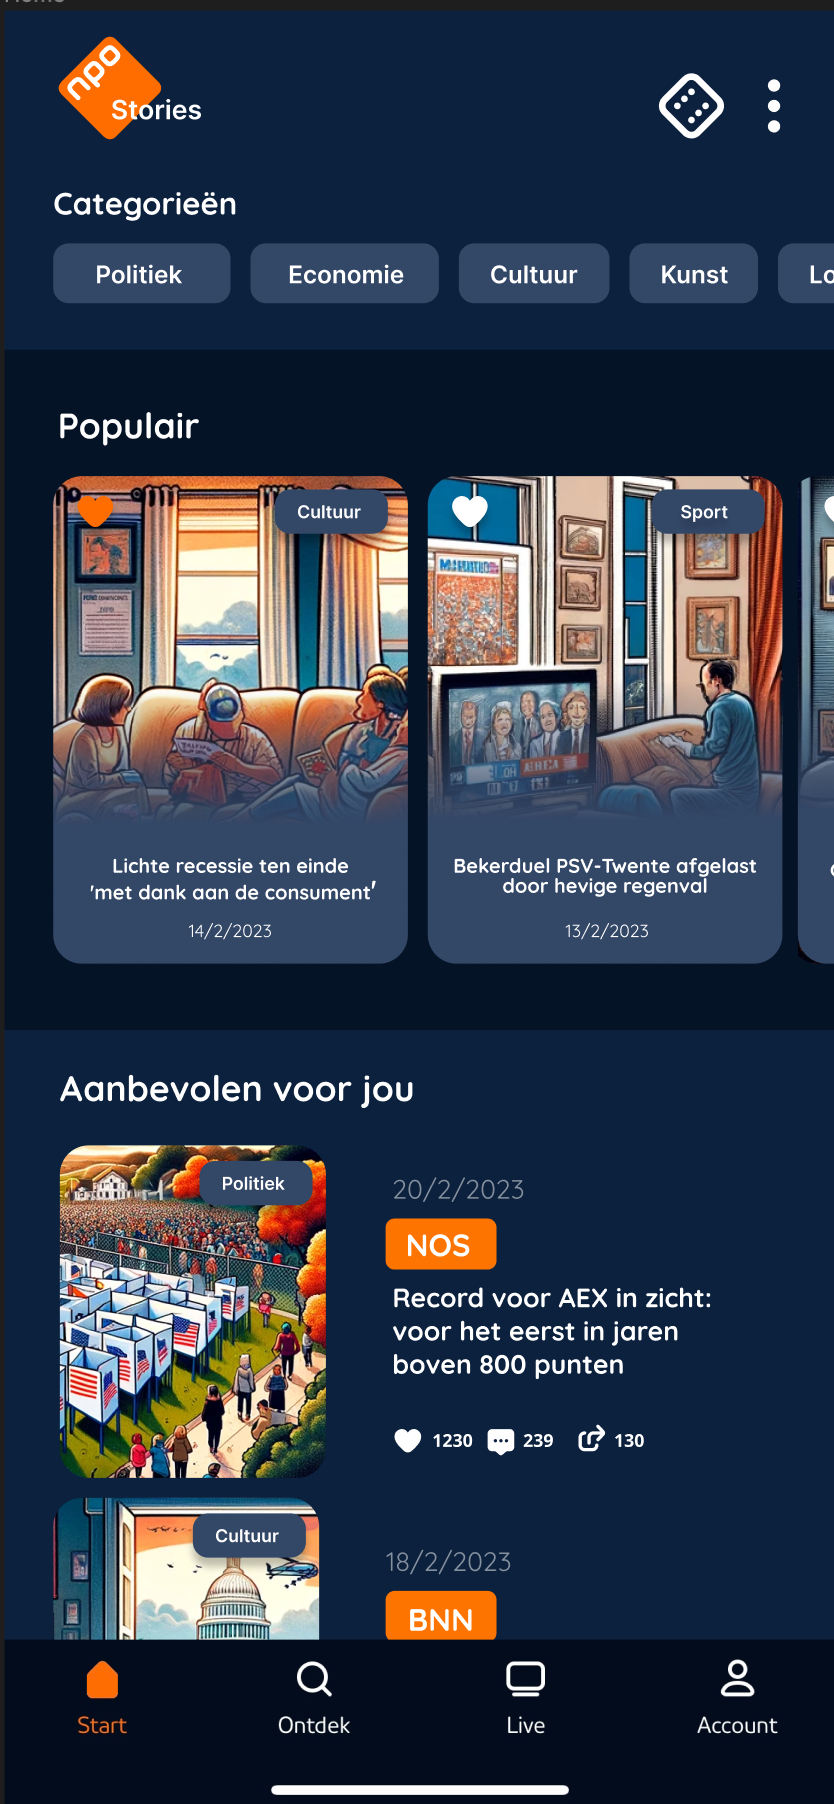 npo
Stories
Categorieën
Politiek
Economie
Cultuur
Kunst
Populair
Cultuur
Sport
Lichte recessie ten einde
'met dank aan de consument'
14/2/2023
Bekerduel PSV-Twente afgelast
door hevige regenval
13/2/2023
Aanbevolen voor jou
Politiek
20/2/2023
NOS
Record voor AEX in zicht:
voor het eerst in jaren
boven 800 punten
1230
239
130
Cultuur
18/2/2023
BNN
Start
Ontdek
Live
Account